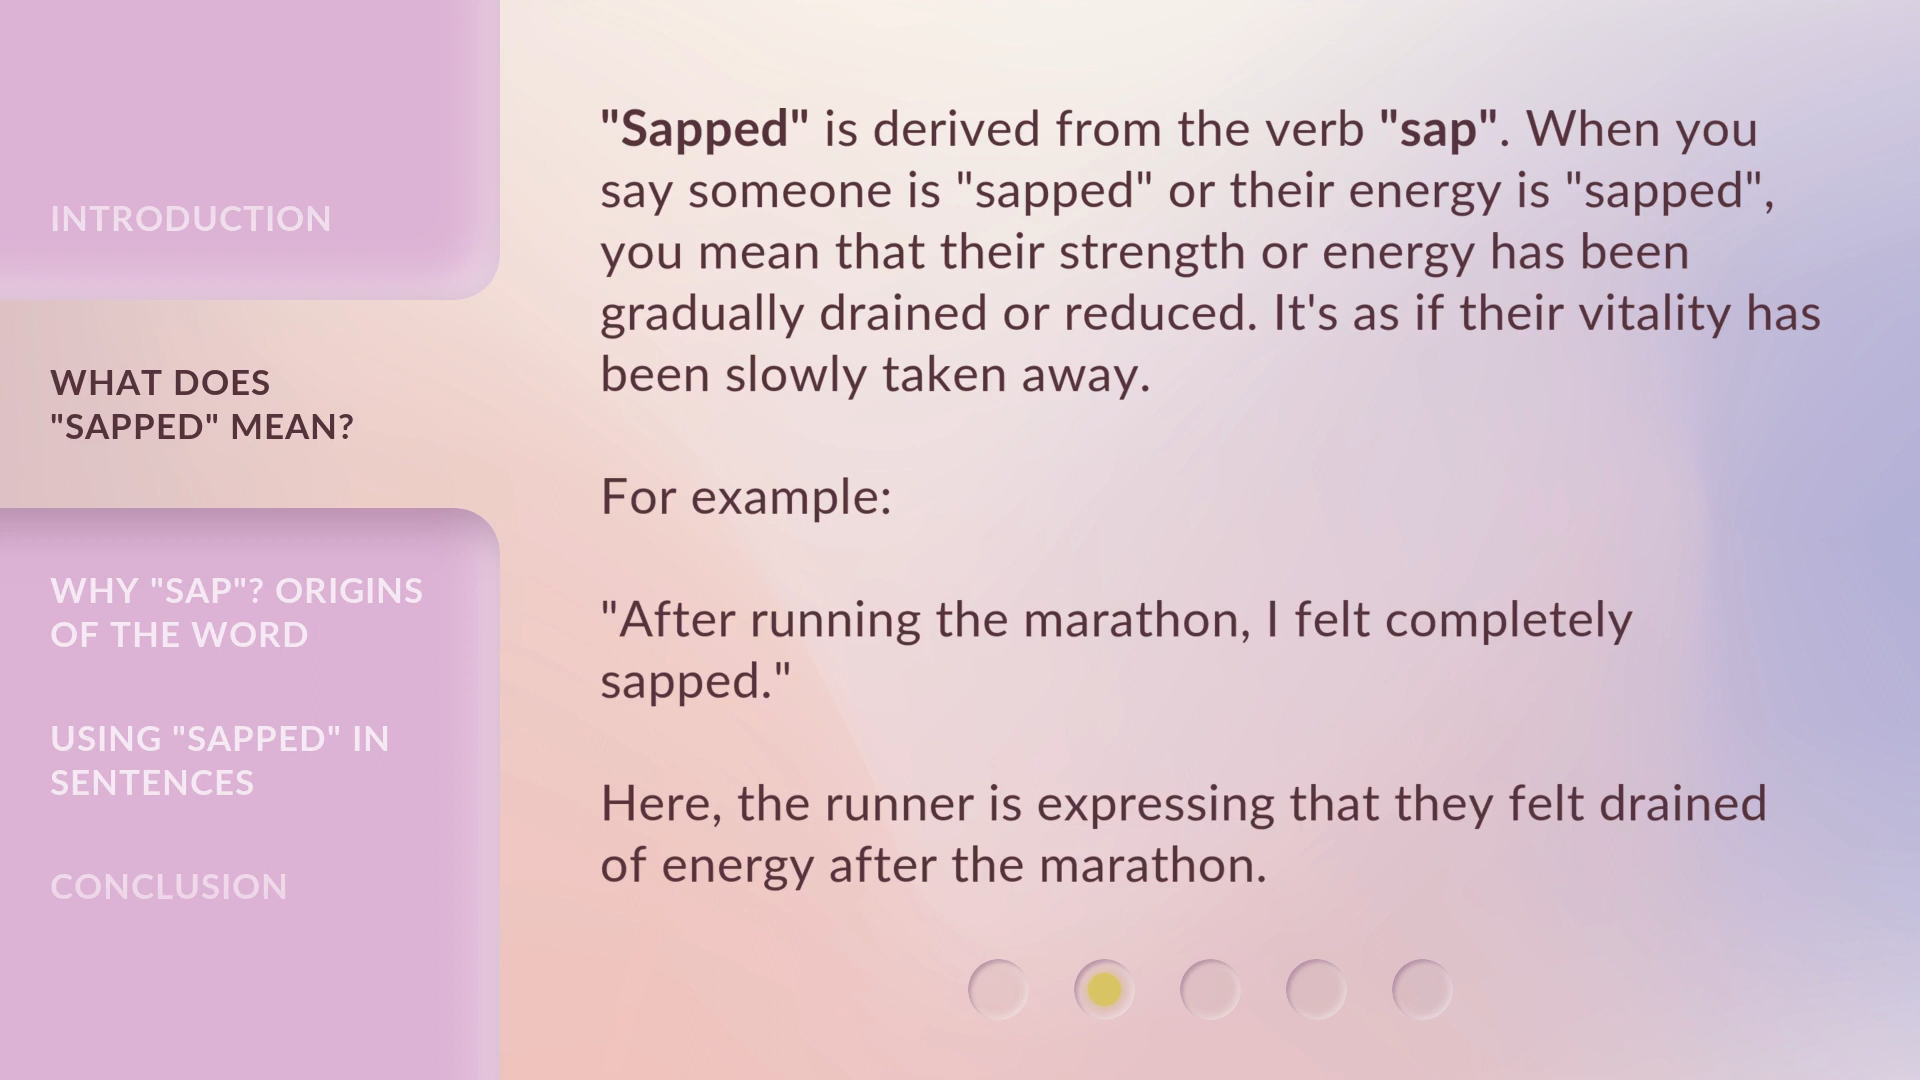 INTRODUCTION
WHAT DOES
"SAPPED" MEAN?
WHY "SAP"? ORIGINS
OF THE WORD
USING "SAPPED" IN
SENTENCES
CONCLUSION
"Sapped" is derived from the verb "sap". When you
say someone is "sapped" or their energy is "sapped",
you mean that their strength or energy has been
gradually drained or reduced. It's as if their vitality has
been slowly taken away.
For example:
"After running the marathon, I felt completely
sapped."
Here, the runner is expressing that they felt drained
of energy after the marathon.